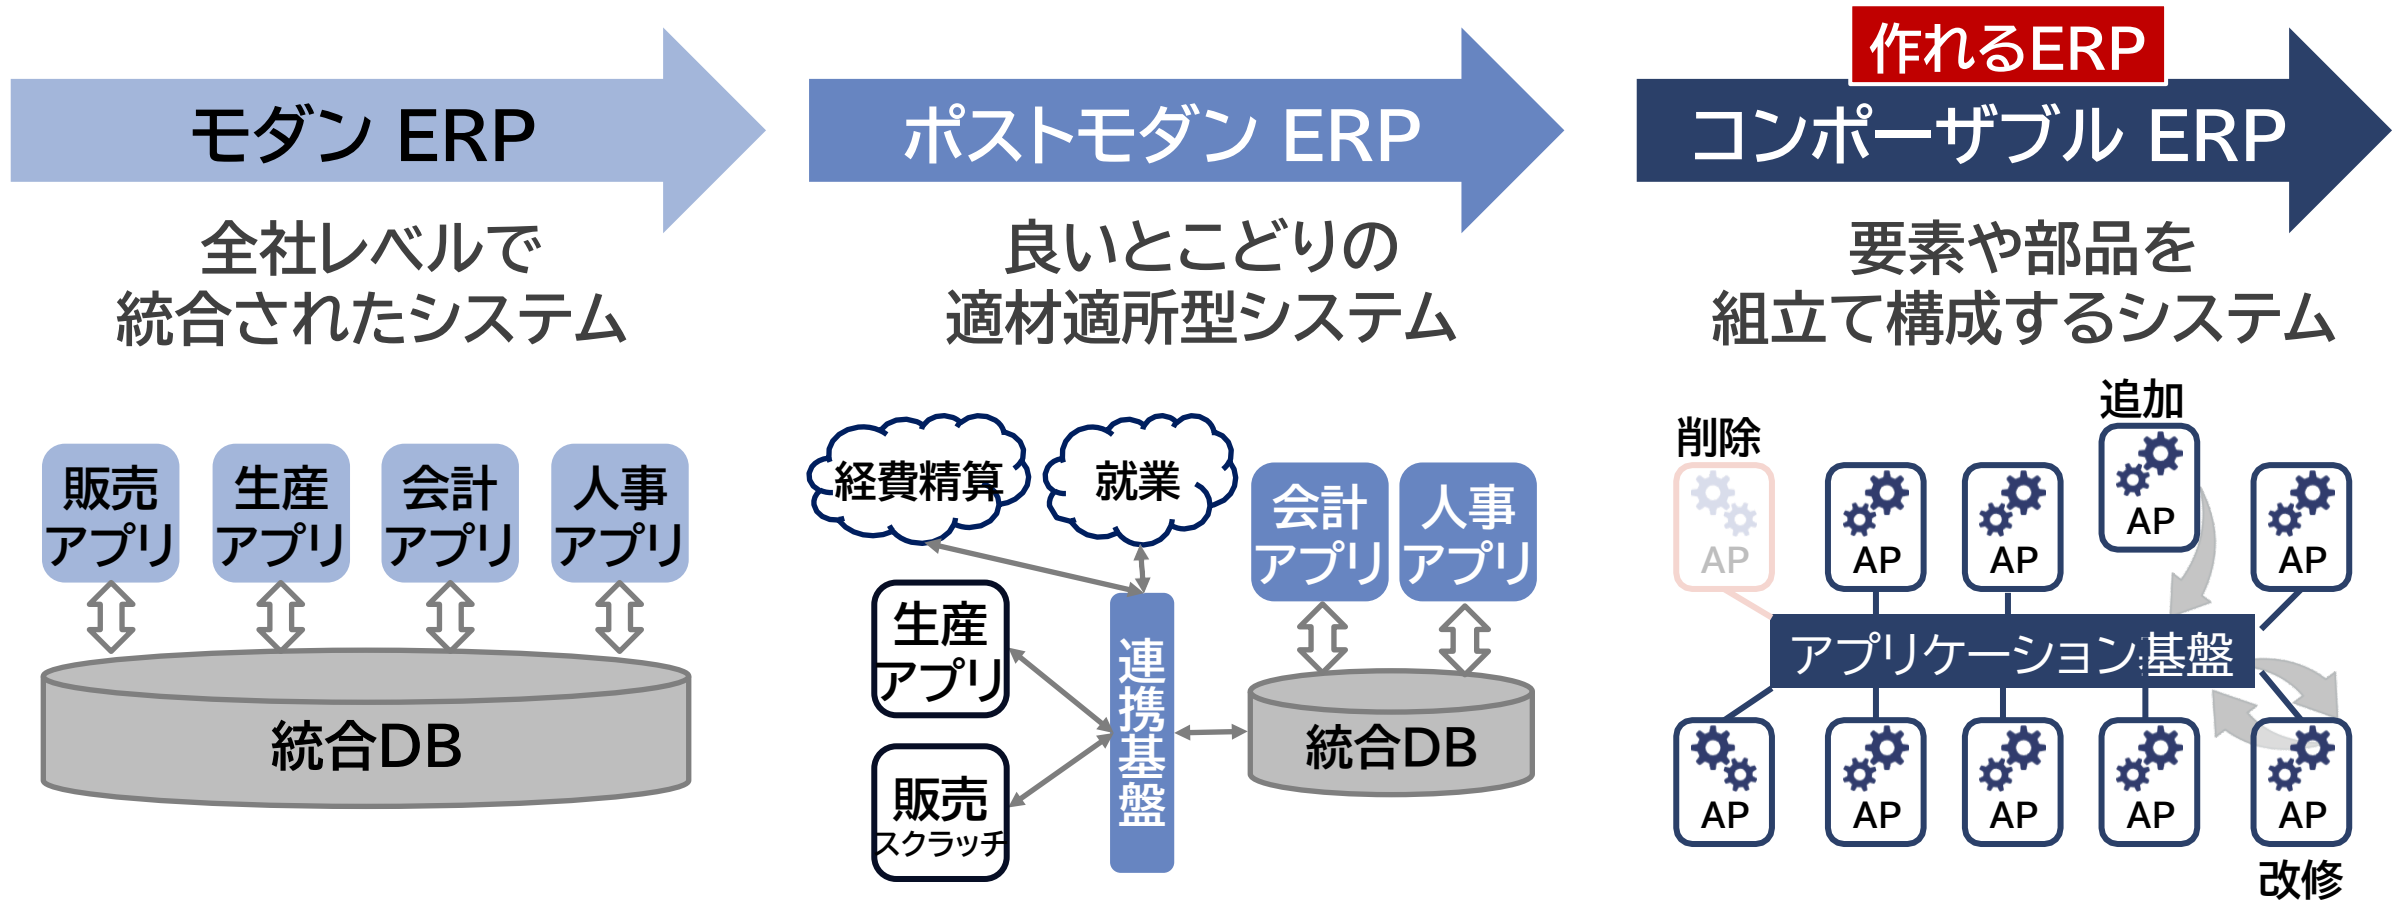 モダン ERP
全社レベルで
統合されたシステム
販売
アプリ
生産
アプリ
会計
アプリ
人事
アプリ
統合DB
ポストモダン ERP
良いとこどりの
適材適所型システム
経費精算
就業
会計
アプリ
人事
アプリ
生産
アプリ
販売
スクラッチ
連携基盤
統合DB
作れるERP
コンポーザブル ERP
要素や部品を
組立て構成するシステム
削除
AP
AP
AP
追加
AP
AP
アプリケーション基盤
AP
AP
AP
AP
AP
改修